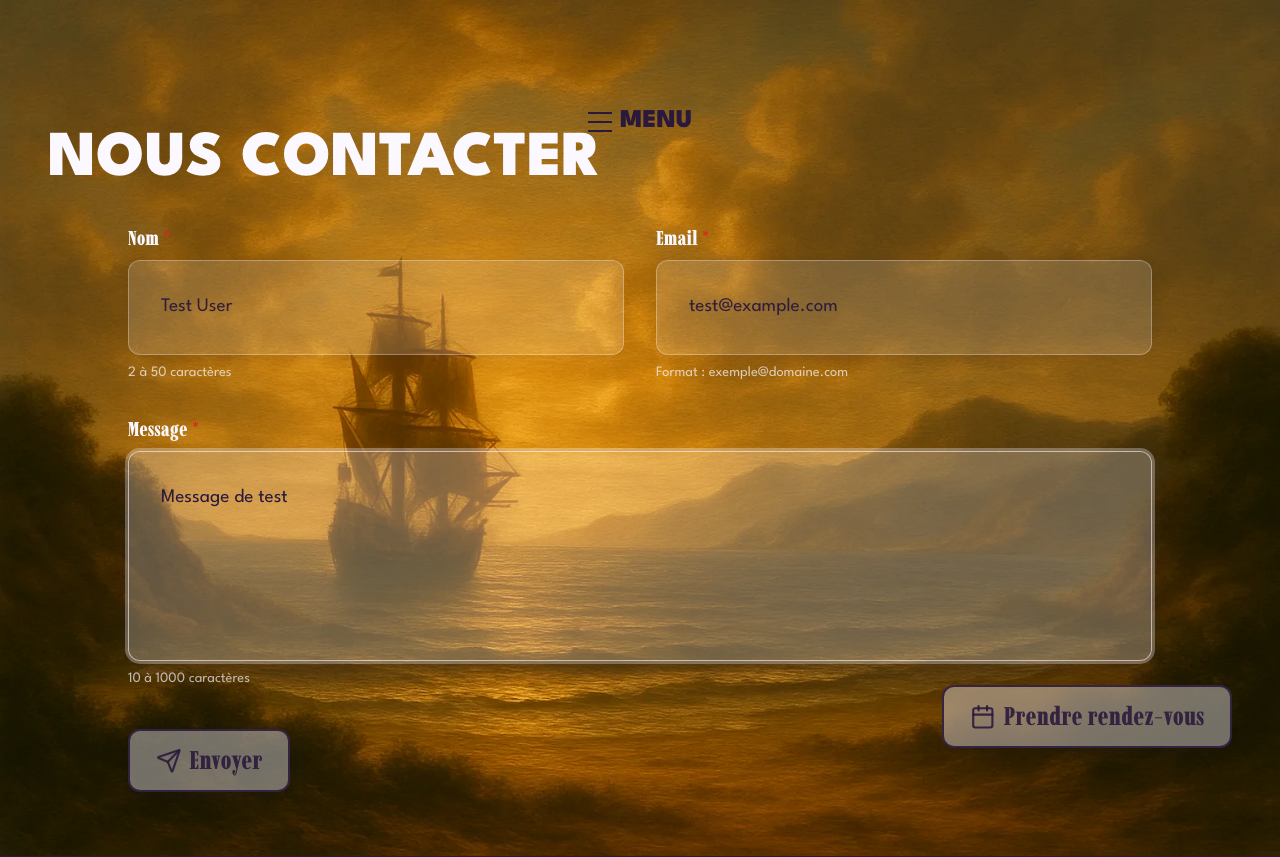 MENU
NOUS CONTACTER
Nom *
Email *
Test User
test@example.com
2 à 50 caractères
Format : exemple@domaine.com
Message *
Message de test
10 à 1000 caractères
Prendre rendez-vous
Envoyer